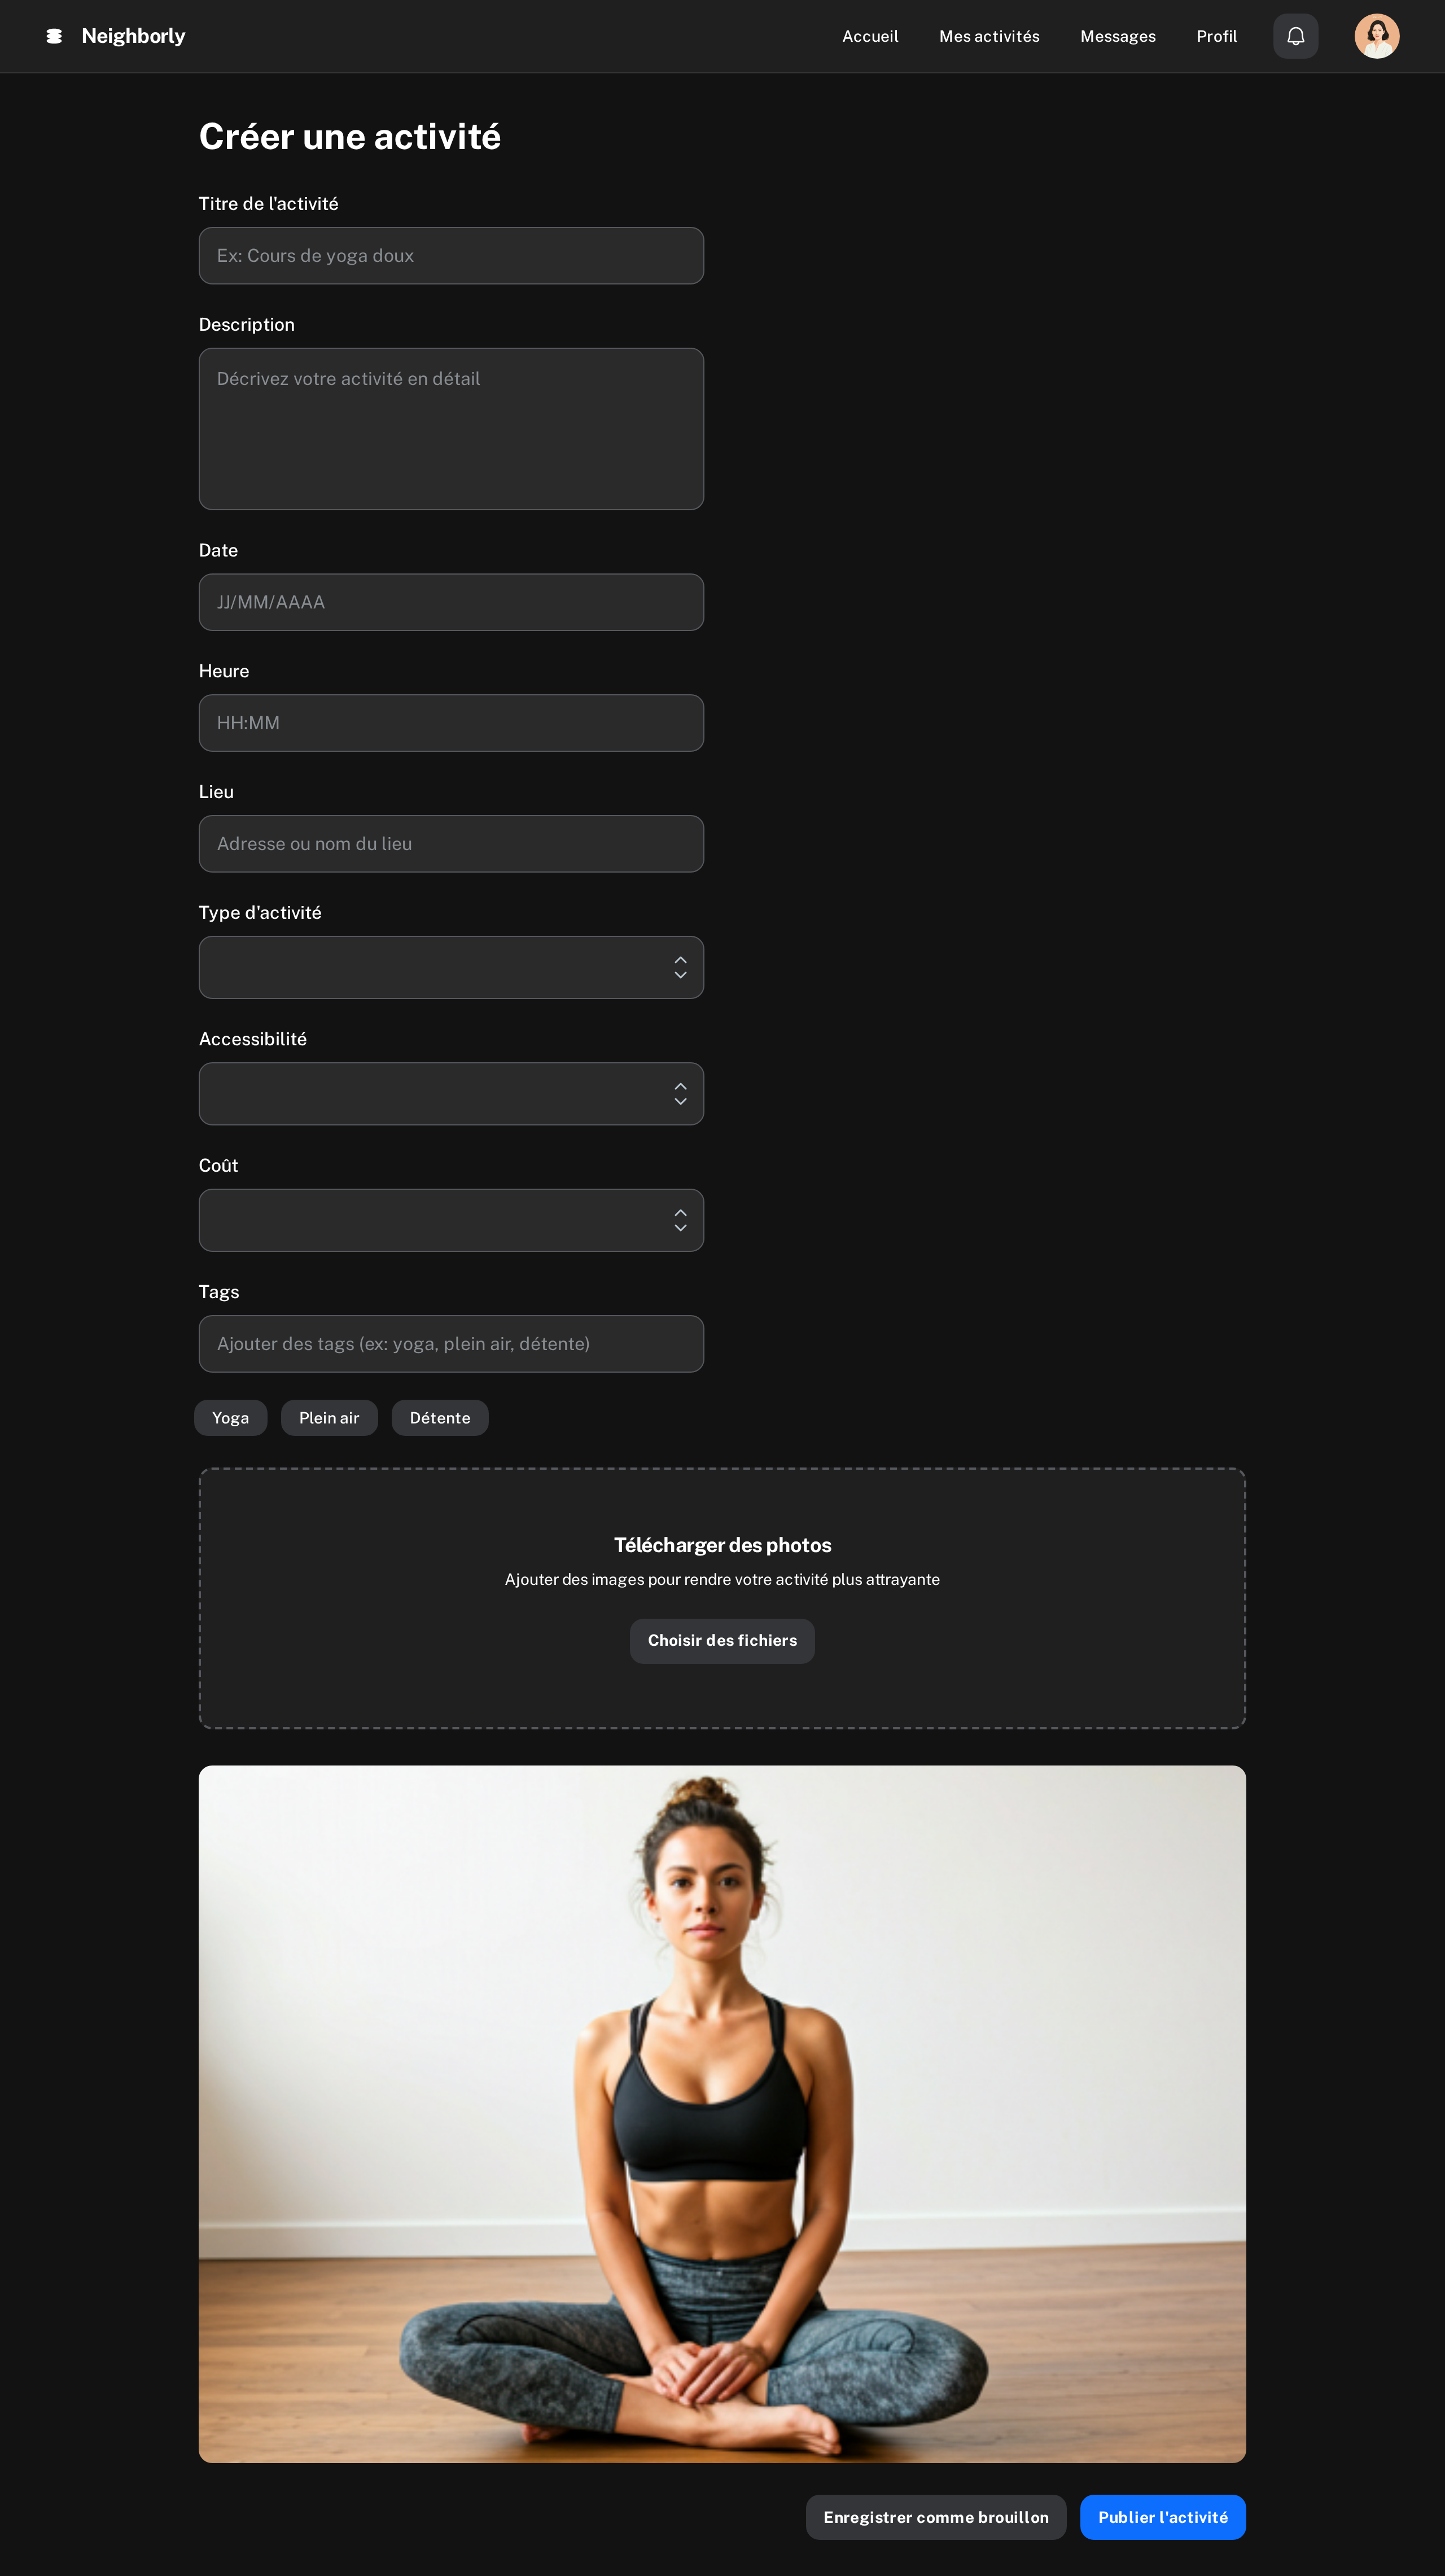 Neighborly
Accueil
Mes activités
Messages
Profil
Créer une activité
Titre de l'activité
Ex: Cours de yoga doux
Description
Décrivez votre activité en détail
Date
JJ/MM/AAAA
Heure
HH:MM
Lieu
Adresse ou nom du lieu
Type d'activité
Accessibilité
Coût
Tags
Ajouter des tags (ex: yoga, plein air, détente)
Yoga
Plein air
Détente
Télécharger des photos
Ajouter des images pour rendre votre activité plus attrayante
Choisir des fichiers
Enregistrer comme brouillon
Publier l'activité